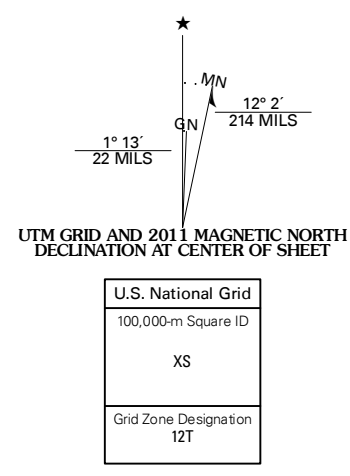 ★
MN
GN
12° 2´
214 MILS
1° 13´
22 MILS
UTM GRID AND 2011 MAGNETIC NORTH
DECLINATION AT CENTER OF SHEET
U.S. National Grid
100,000-m Square ID
XS
Grid Zone Designation
12T